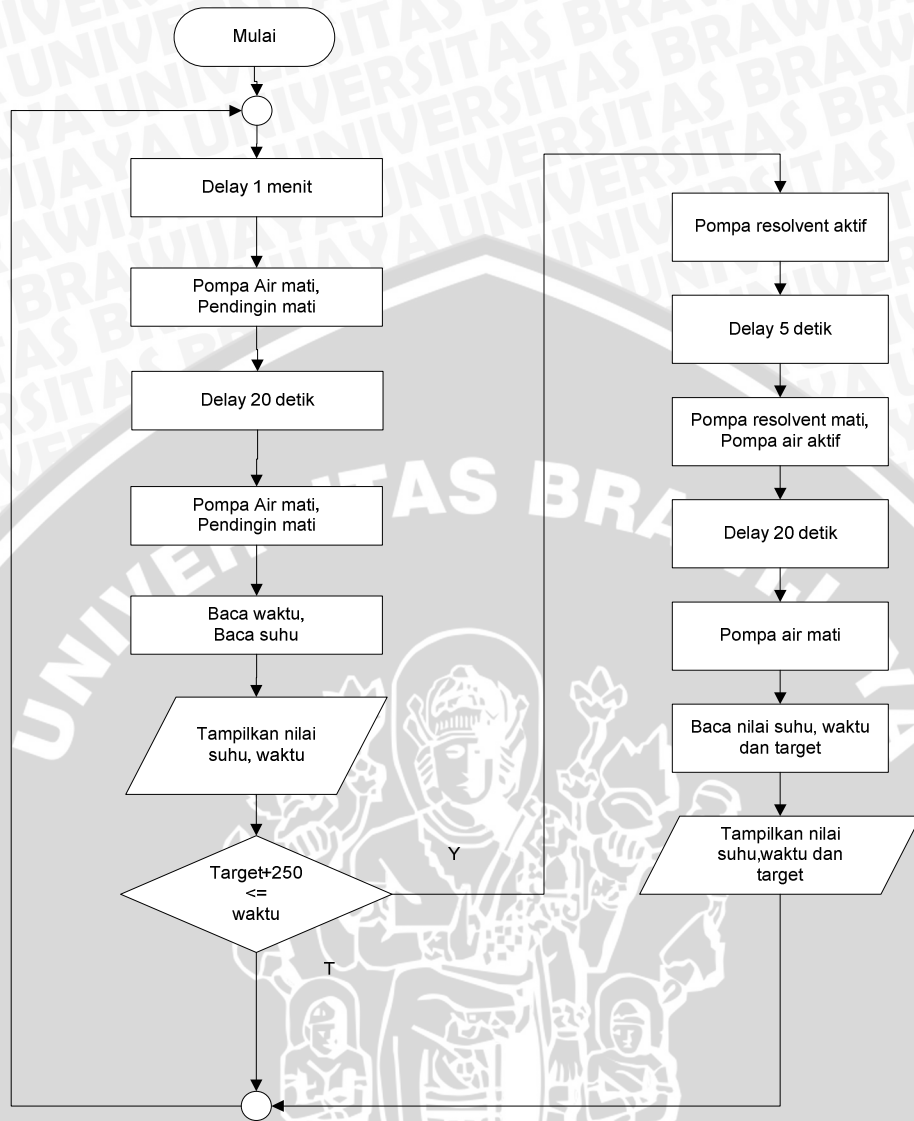 Mulai
Delay 1 menit
Pompa Air mati,
Pendingin mati
Delay 20 detik
Pompa Air mati,
Pendingin mati
Baca waktu,
Baca suhu
Tampilkan nilai
suhu, waktu
Target+250
<=
waktu
Y
T
Pompa resolvent aktif
Delay 5 detik
Pompa resolvent mati,
Pompa air aktif
Delay 20 detik
Pompa air mati
Baca nilai suhu, waktu
dan target
Tampilkan nilai
suhu,waktu dan
target
UNIVERSITAS BRAWIJAYA